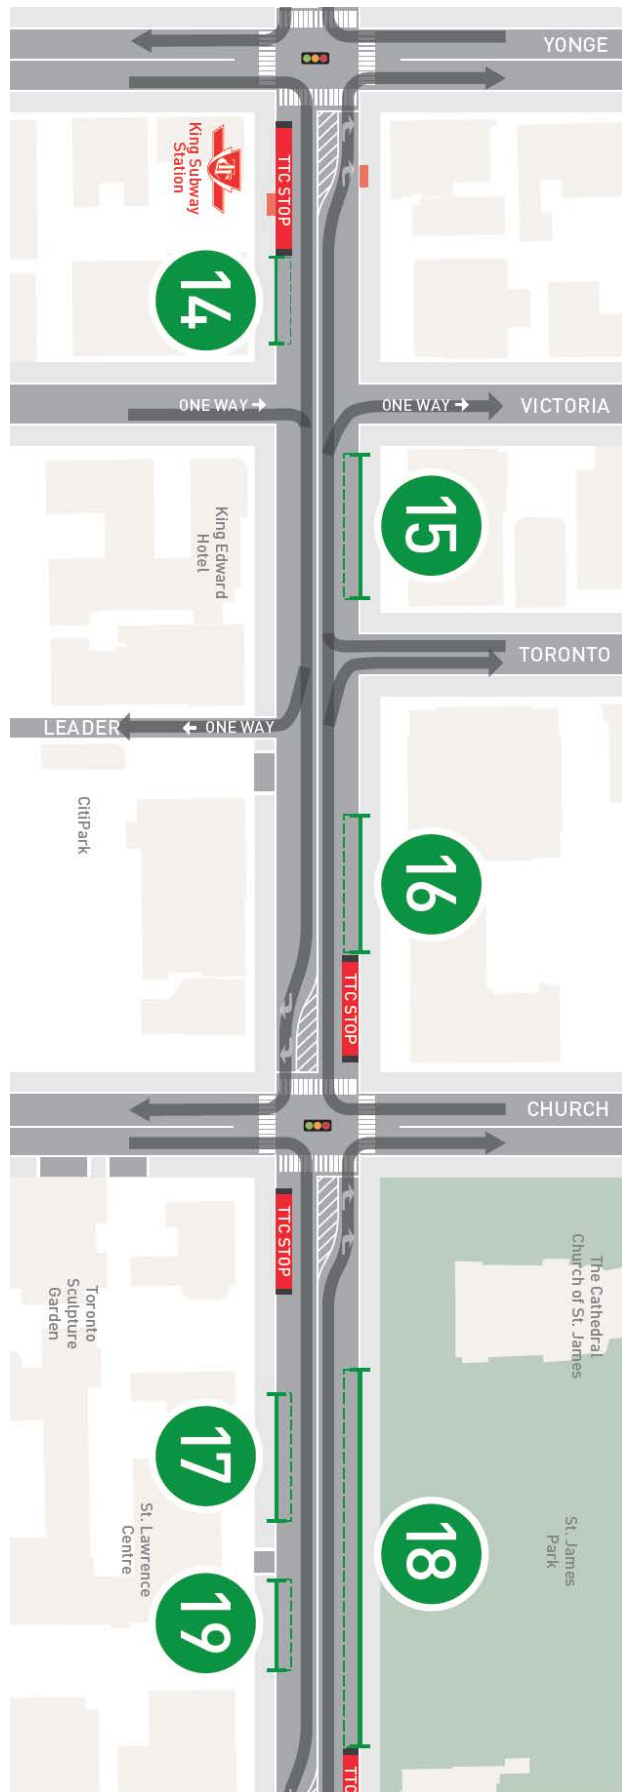 YONGE
King Subway
Station
TTC STOP
14
ONE WAY →
ONE WAY →
VICTORIA
15
King Edward
Hotel
TORONTO
LEADER
← ONE WAY
CitiPark
16
TTC STOP
CHURCH
TTC STOP
The Cathedral
Church of St. James
Toronto
Sculpture
Garden
17
18
St. James
Park
St. Lawrence
Centre
19